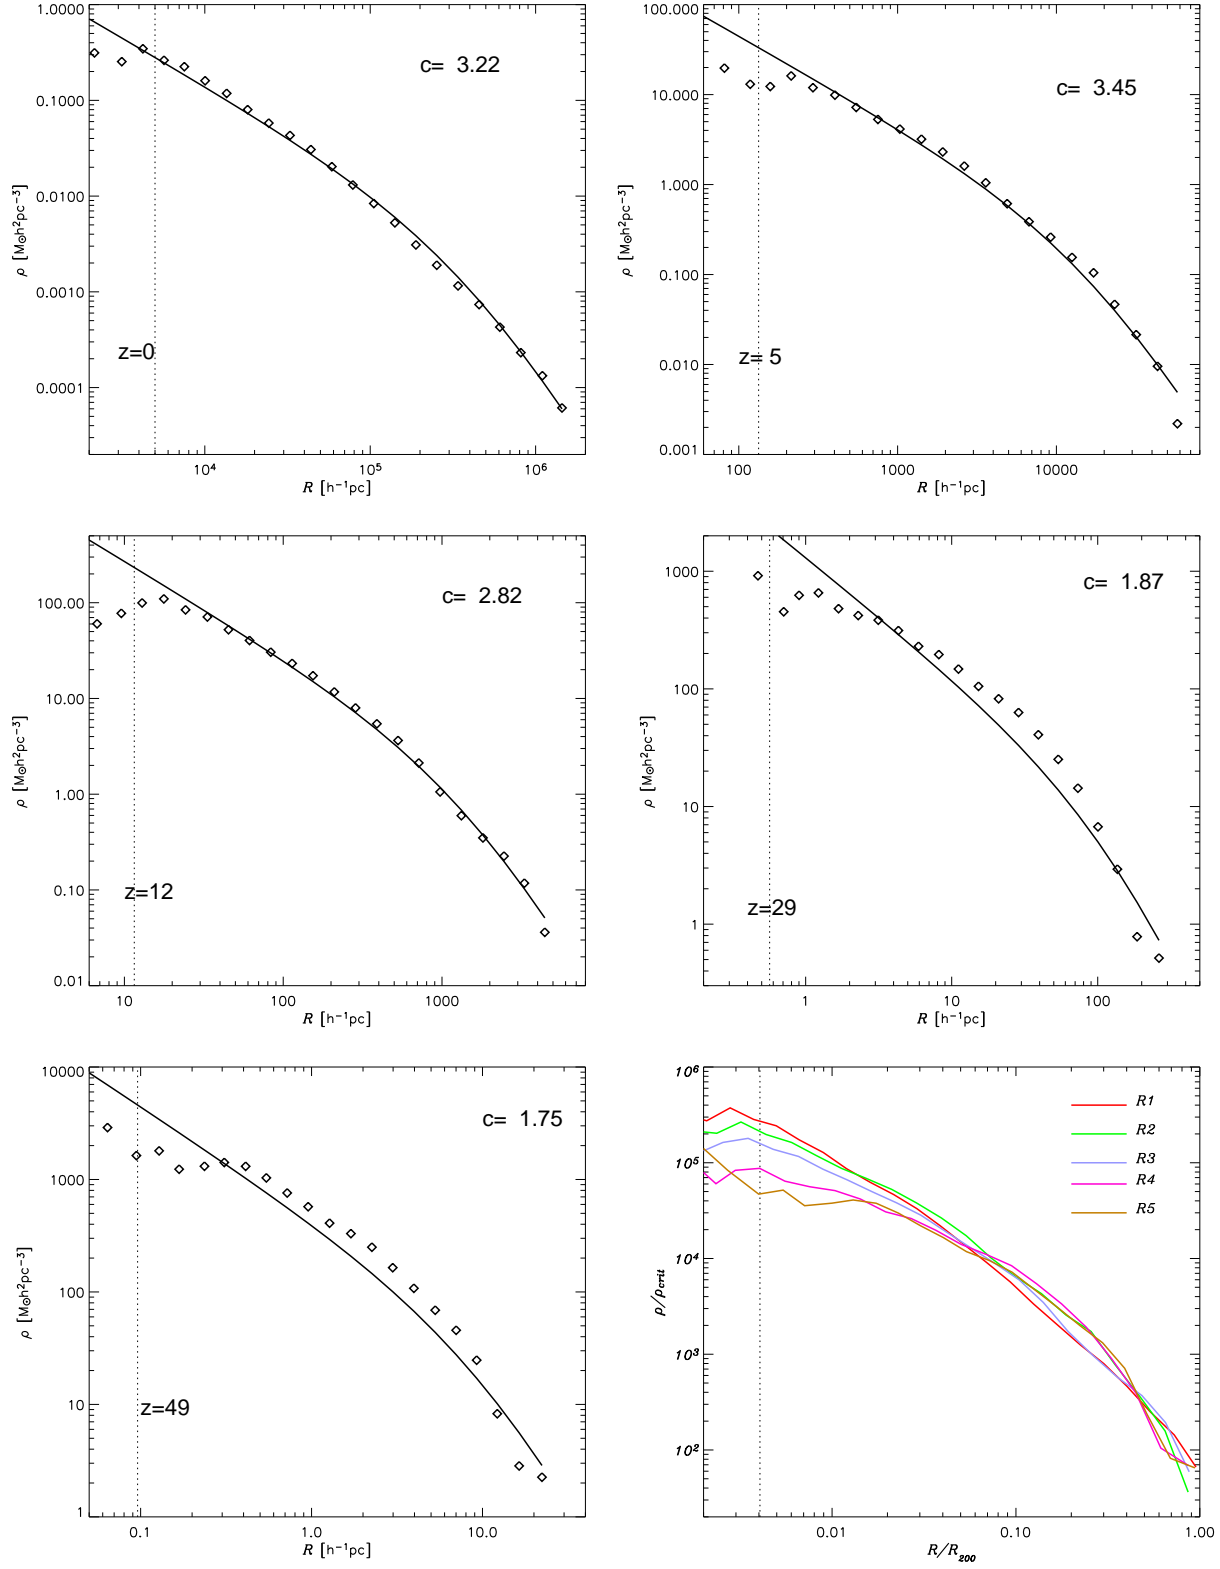 1.0000
0.1000
0.0100
0.0010
0.0001
ρ [M⊙h²pc⁻³]
c= 3.22
z=0
10⁴ 10⁵ 10⁶
R [h⁻¹pc]
100.000
10.000
1.000
0.100
0.010
0.001
ρ [M⊙h²pc⁻³]
c= 3.45
z= 5
100 1000 10000
R [h⁻¹pc]
100.00
10.00
1.00
0.10
0.01
ρ [M⊙h²pc⁻³]
c= 2.82
z=12
10 100 1000
R [h⁻¹pc]
1000
100
10
1
ρ [M⊙h²pc⁻³]
c= 1.87
z=29
1 10 100
R [h⁻¹pc]
10000
1000
100
10
1
ρ [M⊙h²pc⁻³]
c= 1.75
z=49
0.1 1.0 10.0
R [h⁻¹pc]
10⁶
10⁵
10⁴
10³
10²
ρ/ρcrit
R1
R2
R3
R4
R5
0.01 0.10 1.00
R/R₂₀₀